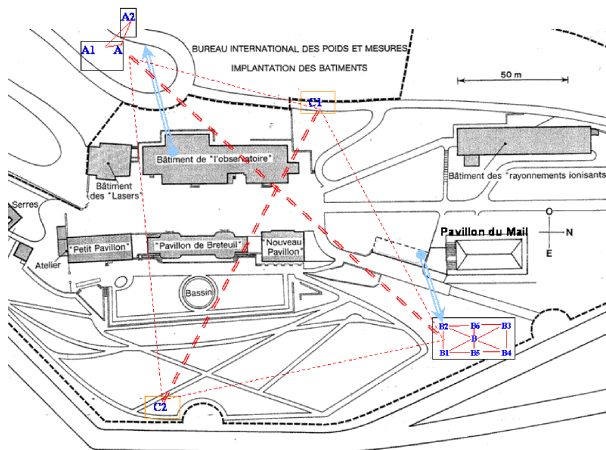 A2
A1
A
BUREAU INTERNATIONAL DES POIDS ET MESURES
IMPLANTATION DES BATIMENTS
50 m
C1
Bâtiment de "l'observatoire"
Bâtiment
des "Lasers"
Bâtiment des "rayonnements ionisants"
Serres
O
N
E
Pavillon du Mail
"Petit Pavillon"
"Pavillon de Breteuil"
Nouveau
Pavillon"
Atelier
Bassin
B2 B6 B3
B
B1 B5 B4
C2